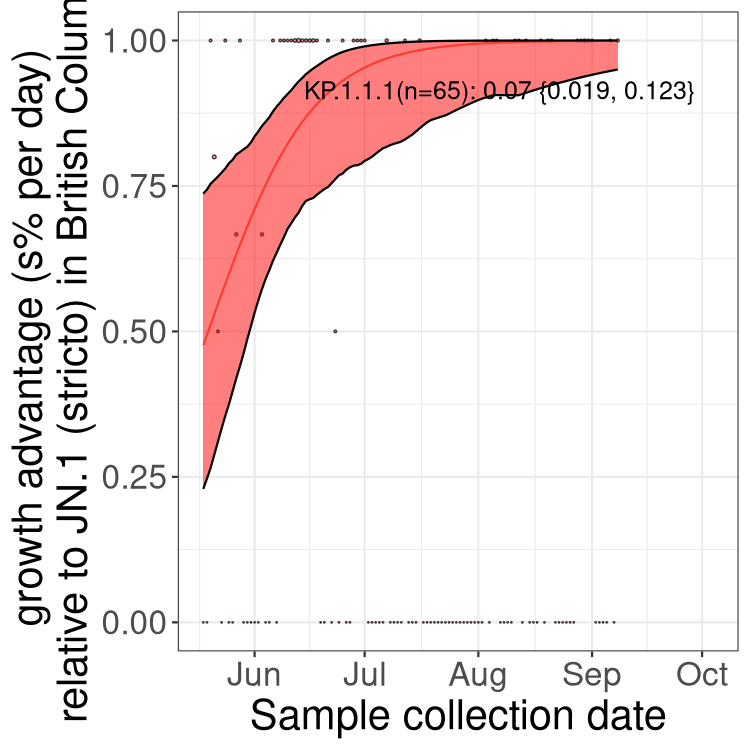 growth advantage (s% per day)
relative to JN.1 (stricto) in British Colum
1.00
0.75
0.50
0.25
0.00
KP.1.1.1(n=65): 0.07 {0.019, 0.123}
Jun Jul Aug Sep Oct
Sample collection date